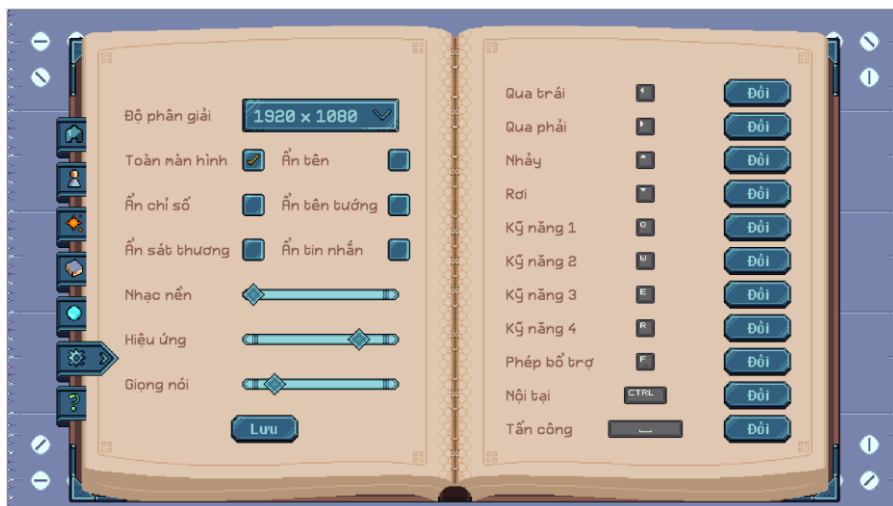 Độ phân giải 1920 x 1080
Toàn màn hình Ẩn tên
Ẩn chỉ số Ẩn tên tướng
Ẩn sát thương Ẩn tin nhắn
Nhạc nền
Hiệu ứng
Giọng nói
Lưu
Qua trái Đổi
Qua phải Đổi
Nhảy Đổi
Rơi Đổi
Kỹ năng 1 Q Đổi
Kỹ năng 2 W Đổi
Kỹ năng 3 E Đổi
Kỹ năng 4 R Đổi
Phép bổ trợ F Đổi
Nội tại CTRL Đổi
Tấn công Đổi
?